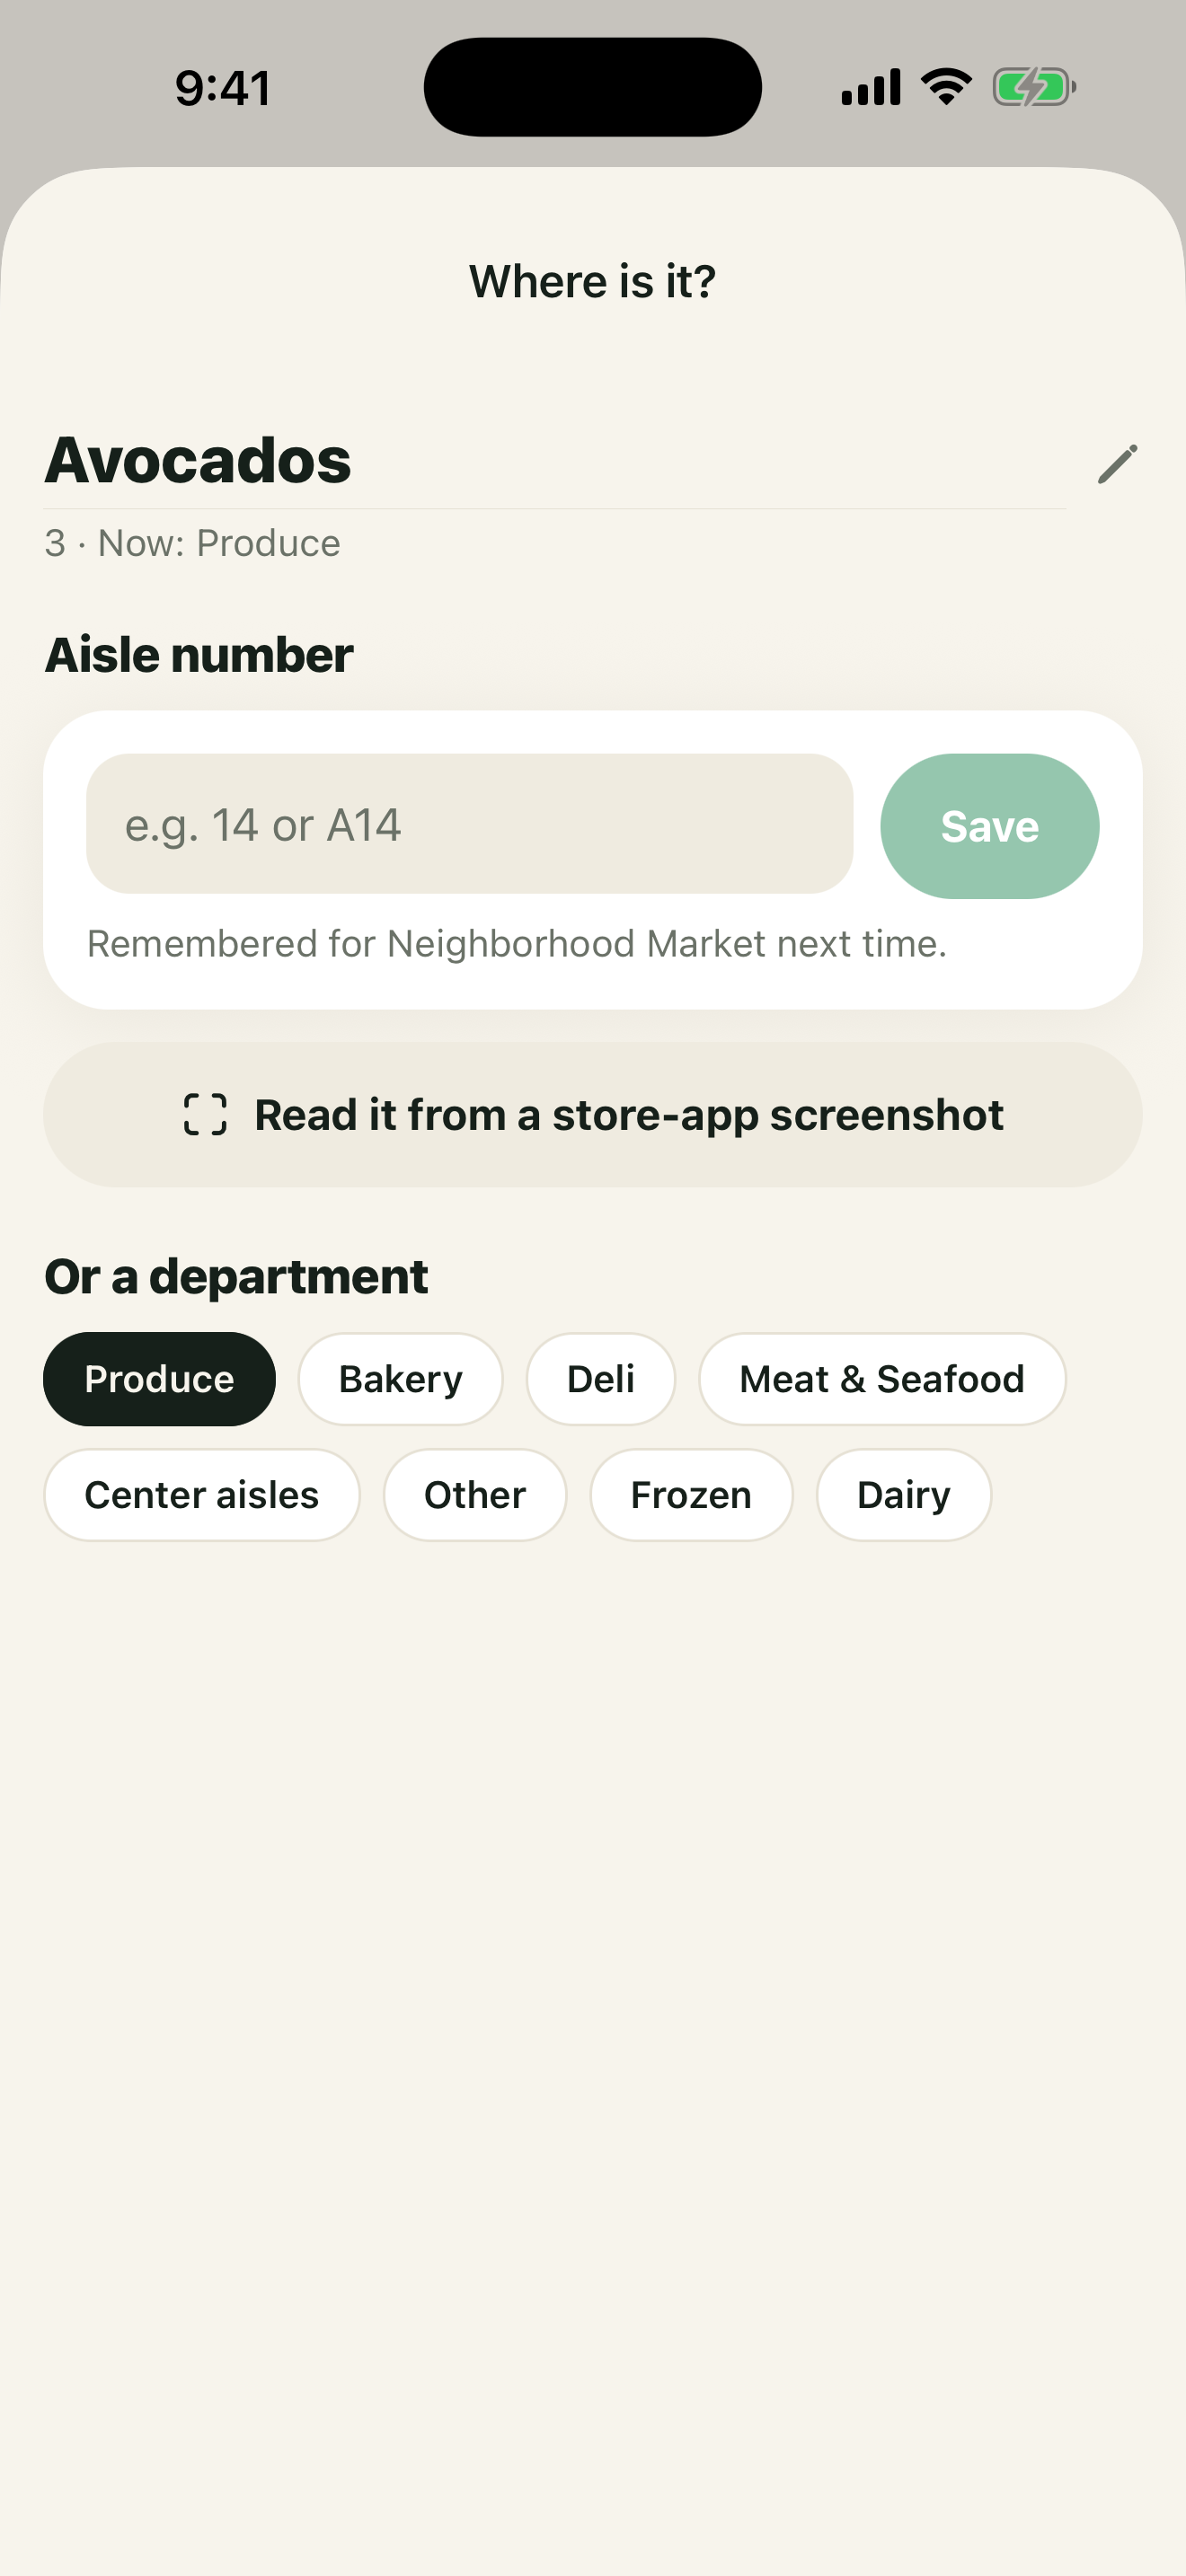 9:41
Where is it?
Avocados
3 · Now: Produce
Aisle number
e.g. 14 or A14
Save
Remembered for Neighborhood Market next time.
Read it from a store-app screenshot
Or a department
Produce Bakery Deli Meat & Seafood
Center aisles Other Frozen Dairy